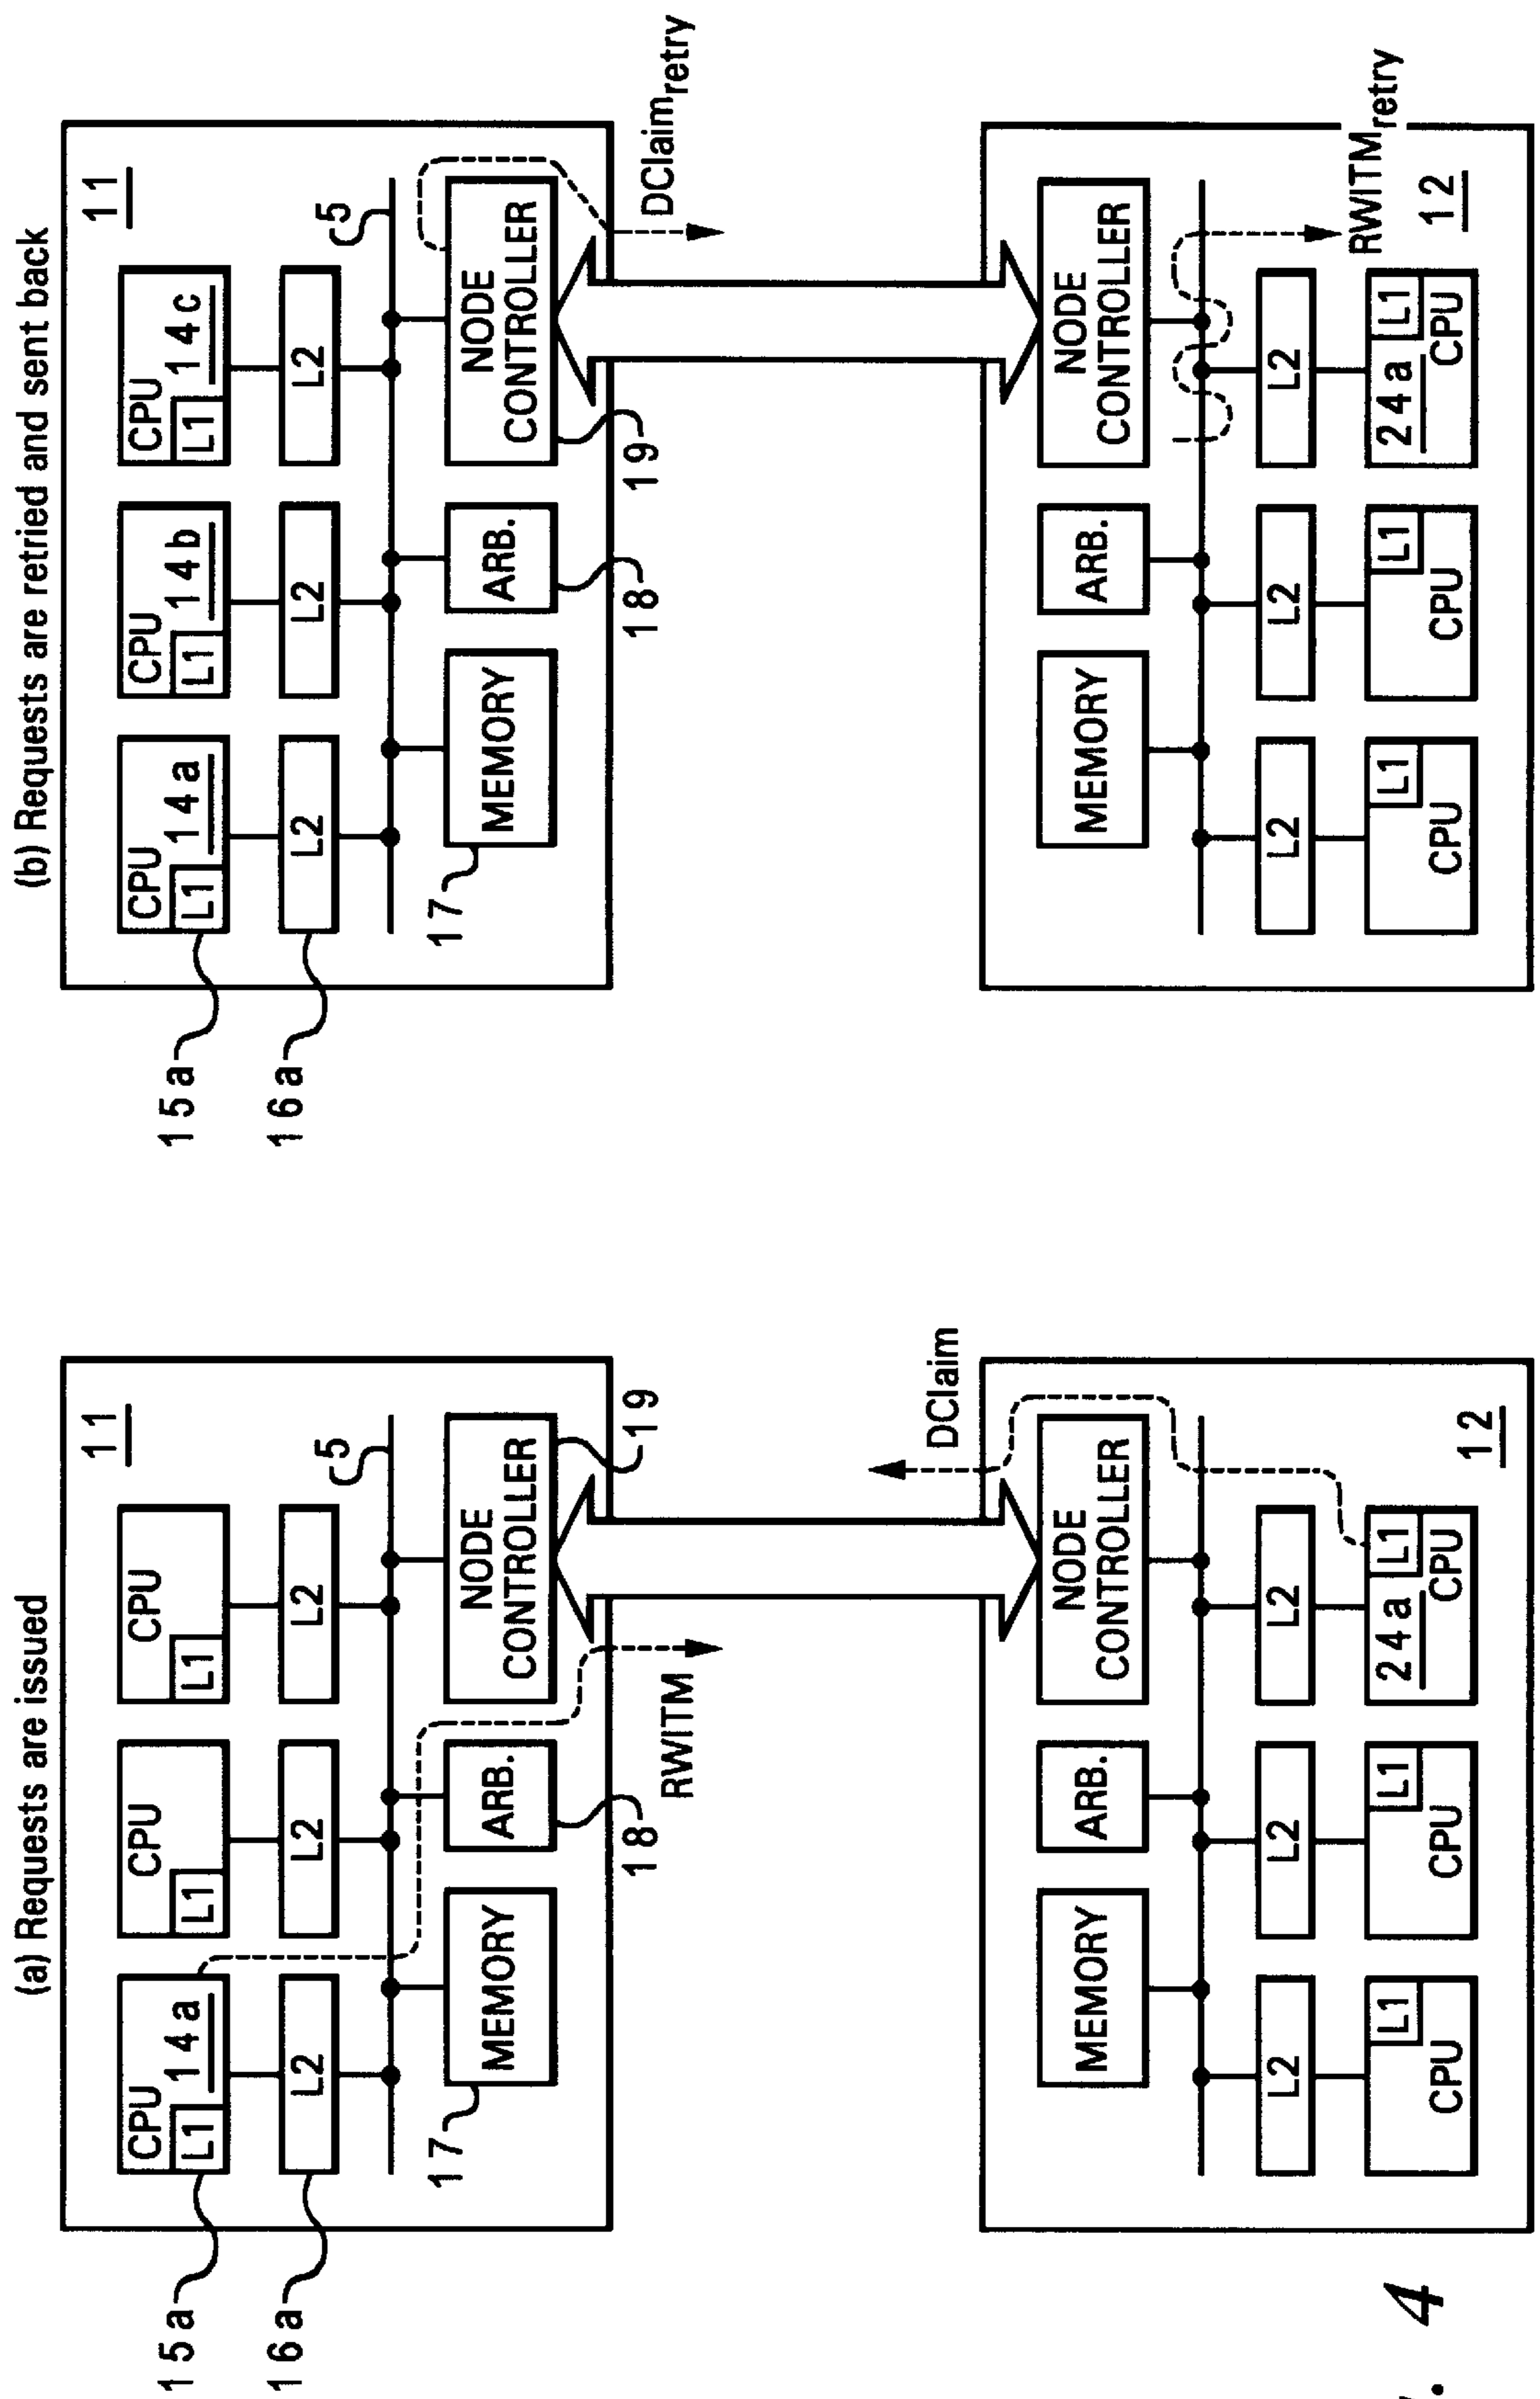 (a) Requests are issued
11
CPU
L1
14a
CPU
L1
CPU
L1
15a
L2
L2
L2
16a
5
MEMORY
ARB.
NODE
CONTROLLER
17
18
19
RWITM
DClaim
MEMORY
ARB.
NODE
CONTROLLER
L2
L2
L2
L1
CPU
L1
CPU
24a
L1
CPU
12
(b) Requests are retried and sent back
11
CPU
L1
14a
CPU
L1
14b
CPU
L1
14c
15a
L2
L2
L2
16a
5
MEMORY
ARB.
NODE
CONTROLLER
17
18
19
DClaimretry
MEMORY
ARB.
NODE
CONTROLLER
L2
L2
L2
L1
CPU
L1
CPU
24a
L1
CPU
RWITMretry
12
4